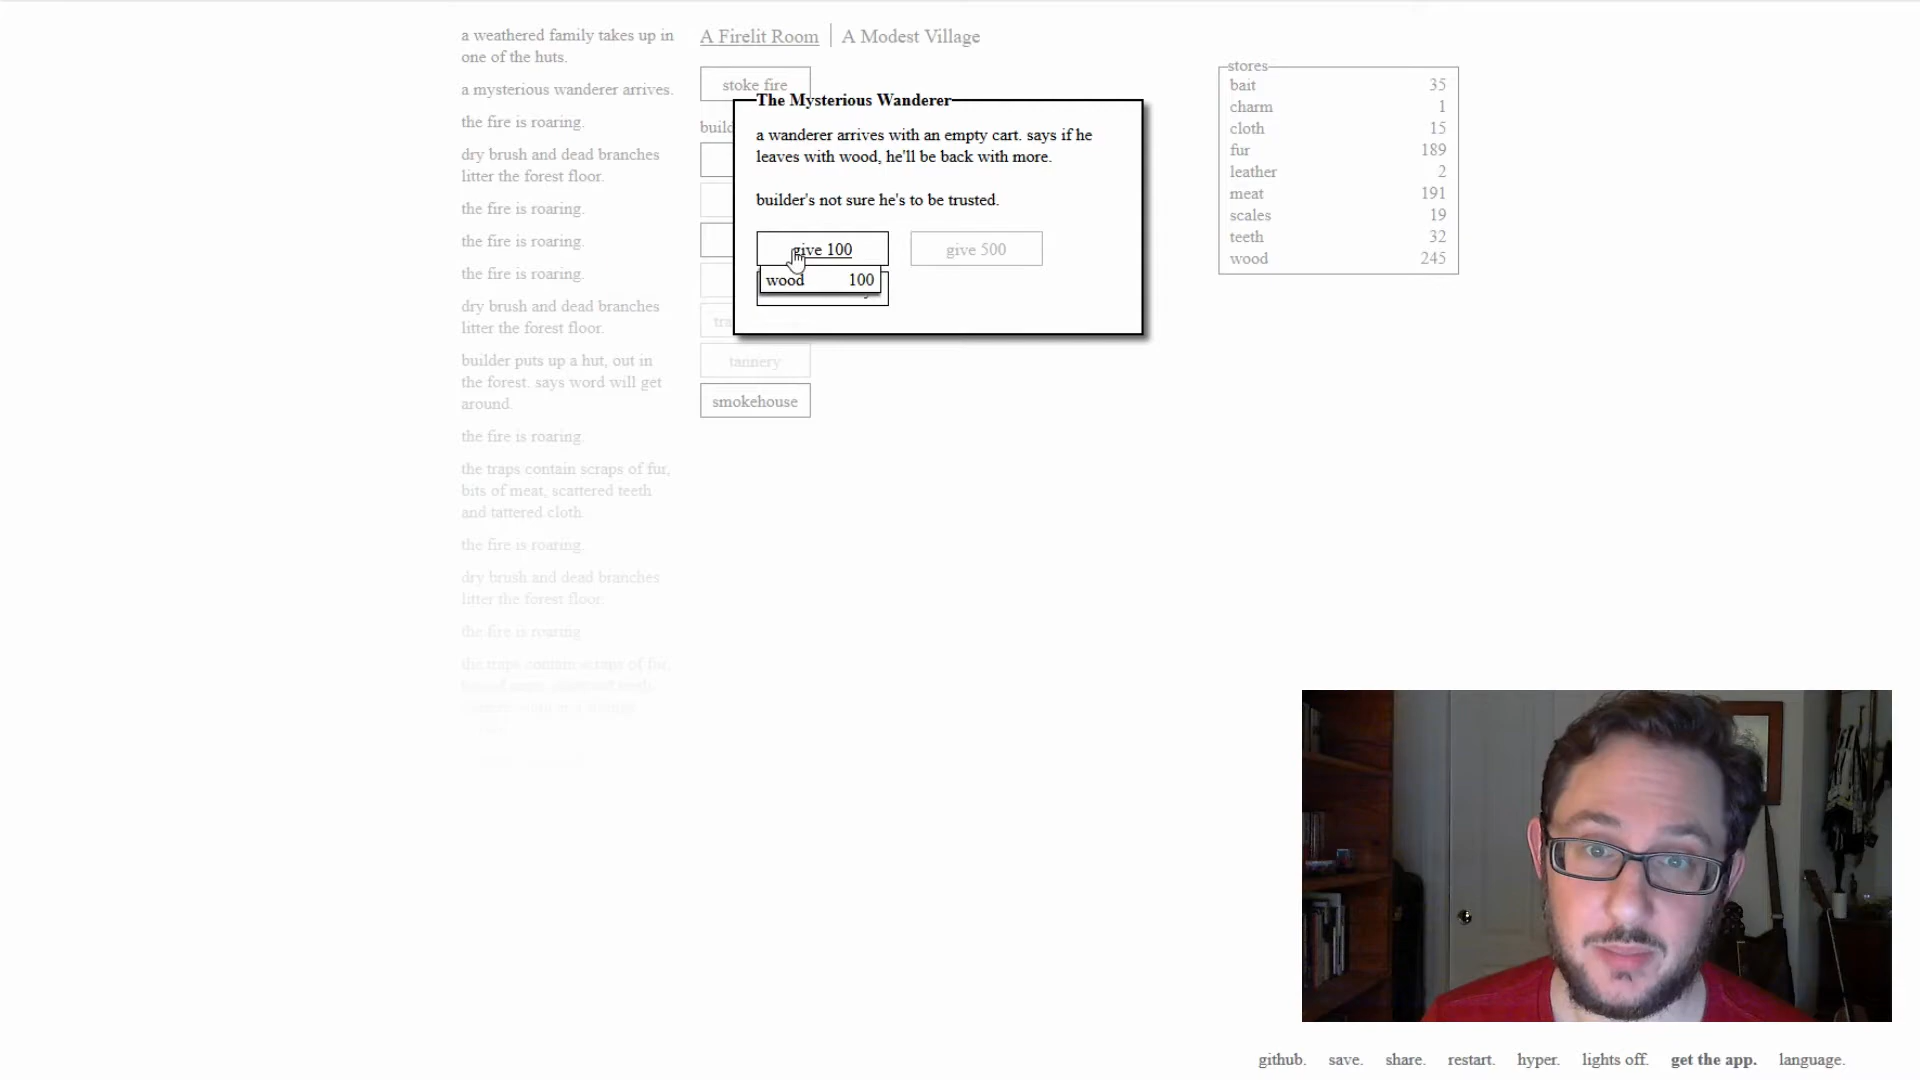 a weathered family takes up in
one of the huts.
a mysterious wanderer arrives.
the fire is roaring.
dry brush and dead branches
litter the forest floor.
the fire is roaring.
the fire is roaring.
the fire is roaring.
dry brush and dead branches
litter the forest floor.
builder puts up a hut, out in
the forest. says word will get
around.
the fire is roaring.
the traps contain scraps of fur,
bits of meat, scattered teeth
and tattered cloth.
the fire is roaring.
dry brush and dead branches
litter the forest floor.
the fire is roaring.
the traps contain scraps of fur,
A Firelit Room
A Modest Village
stoke fire
build
tra
tannery
smokehouse
The Mysterious Wanderer
a wanderer arrives with an empty cart. says if he
leaves with wood, he'll be back with more.
builder's not sure he's to be trusted.
give 100
give 500
wood 100
stores
bait 35
charm 1
cloth 15
fur 189
leather 2
meat 191
scales 19
teeth 32
wood 245
github. save. share. restart. hyper. lights off. get the app. language.